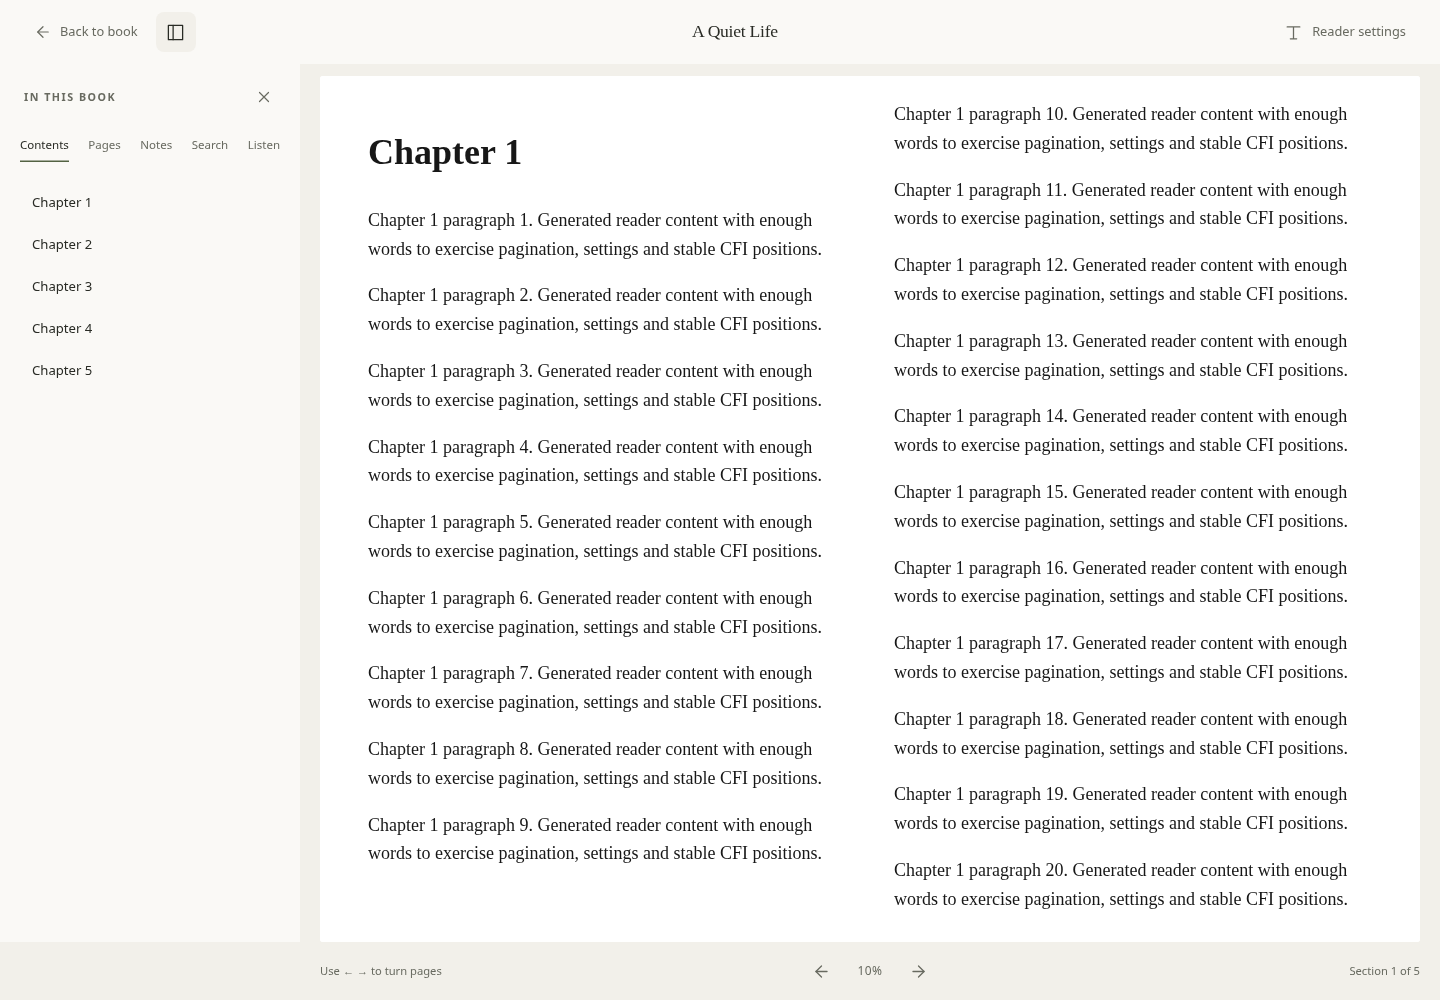 Back to book
A Quiet Life
Reader settings
IN THIS BOOK
Contents Pages Notes Search Listen
Chapter 1
Chapter 2
Chapter 3
Chapter 4
Chapter 5
Chapter 1
Chapter 1 paragraph 1. Generated reader content with enough
words to exercise pagination, settings and stable CFI positions.
Chapter 1 paragraph 2. Generated reader content with enough
words to exercise pagination, settings and stable CFI positions.
Chapter 1 paragraph 3. Generated reader content with enough
words to exercise pagination, settings and stable CFI positions.
Chapter 1 paragraph 4. Generated reader content with enough
words to exercise pagination, settings and stable CFI positions.
Chapter 1 paragraph 5. Generated reader content with enough
words to exercise pagination, settings and stable CFI positions.
Chapter 1 paragraph 6. Generated reader content with enough
words to exercise pagination, settings and stable CFI positions.
Chapter 1 paragraph 7. Generated reader content with enough
words to exercise pagination, settings and stable CFI positions.
Chapter 1 paragraph 8. Generated reader content with enough
words to exercise pagination, settings and stable CFI positions.
Chapter 1 paragraph 9. Generated reader content with enough
words to exercise pagination, settings and stable CFI positions.
Chapter 1 paragraph 10. Generated reader content with enough
words to exercise pagination, settings and stable CFI positions.
Chapter 1 paragraph 11. Generated reader content with enough
words to exercise pagination, settings and stable CFI positions.
Chapter 1 paragraph 12. Generated reader content with enough
words to exercise pagination, settings and stable CFI positions.
Chapter 1 paragraph 13. Generated reader content with enough
words to exercise pagination, settings and stable CFI positions.
Chapter 1 paragraph 14. Generated reader content with enough
words to exercise pagination, settings and stable CFI positions.
Chapter 1 paragraph 15. Generated reader content with enough
words to exercise pagination, settings and stable CFI positions.
Chapter 1 paragraph 16. Generated reader content with enough
words to exercise pagination, settings and stable CFI positions.
Chapter 1 paragraph 17. Generated reader content with enough
words to exercise pagination, settings and stable CFI positions.
Chapter 1 paragraph 18. Generated reader content with enough
words to exercise pagination, settings and stable CFI positions.
Chapter 1 paragraph 19. Generated reader content with enough
words to exercise pagination, settings and stable CFI positions.
Chapter 1 paragraph 20. Generated reader content with enough
words to exercise pagination, settings and stable CFI positions.
Use ← → to turn pages
10%
Section 1 of 5